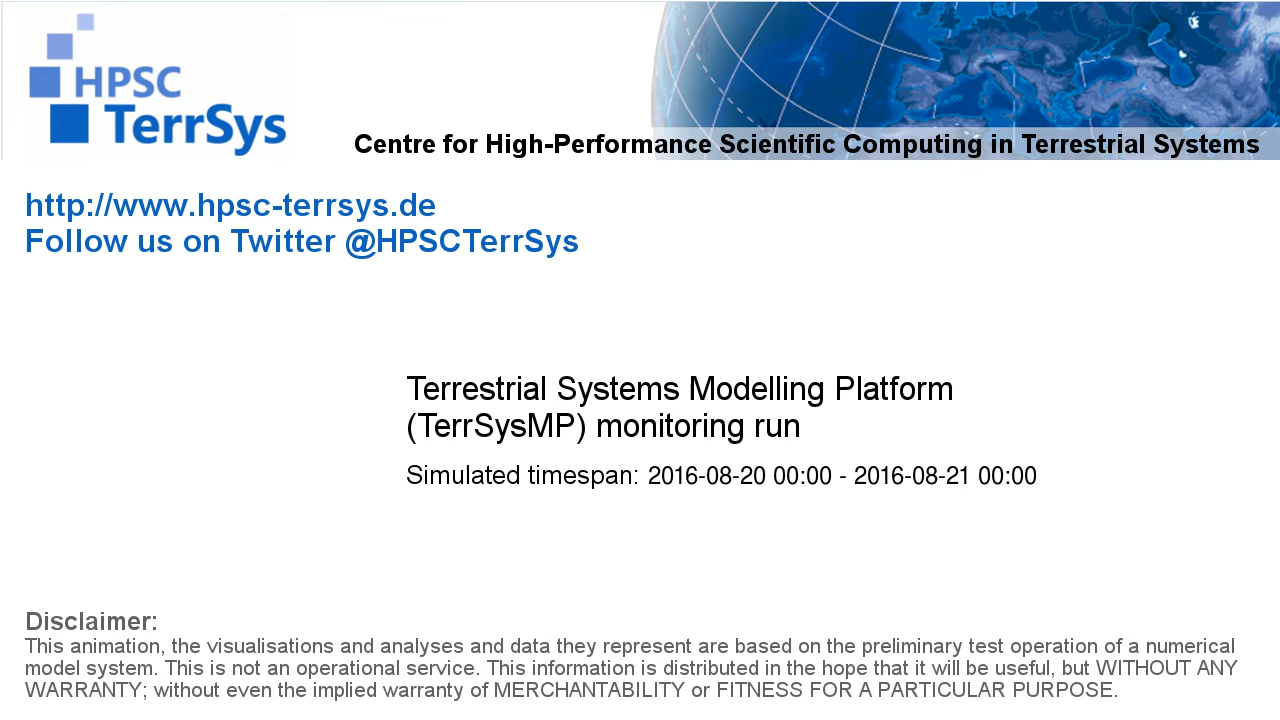 HPSC
TerrSys
Centre for High-Performance Scientific Computing in Terrestrial Systems
http://www.hpsc-terrsys.de
Follow us on Twitter @HPSCTerrSys
Terrestrial Systems Modelling Platform
(TerrSysMP) monitoring run
Simulated timespan: 2016-08-20 00:00 - 2016-08-21 00:00
Disclaimer:
This animation, the visualisations and analyses and data they represent are based on the preliminary test operation of a numerical
model system. This is not an operational service. This information is distributed in the hope that it will be useful, but WITHOUT ANY
WARRANTY; without even the implied warranty of MERCHANTABILITY or FITNESS FOR A PARTICULAR PURPOSE.